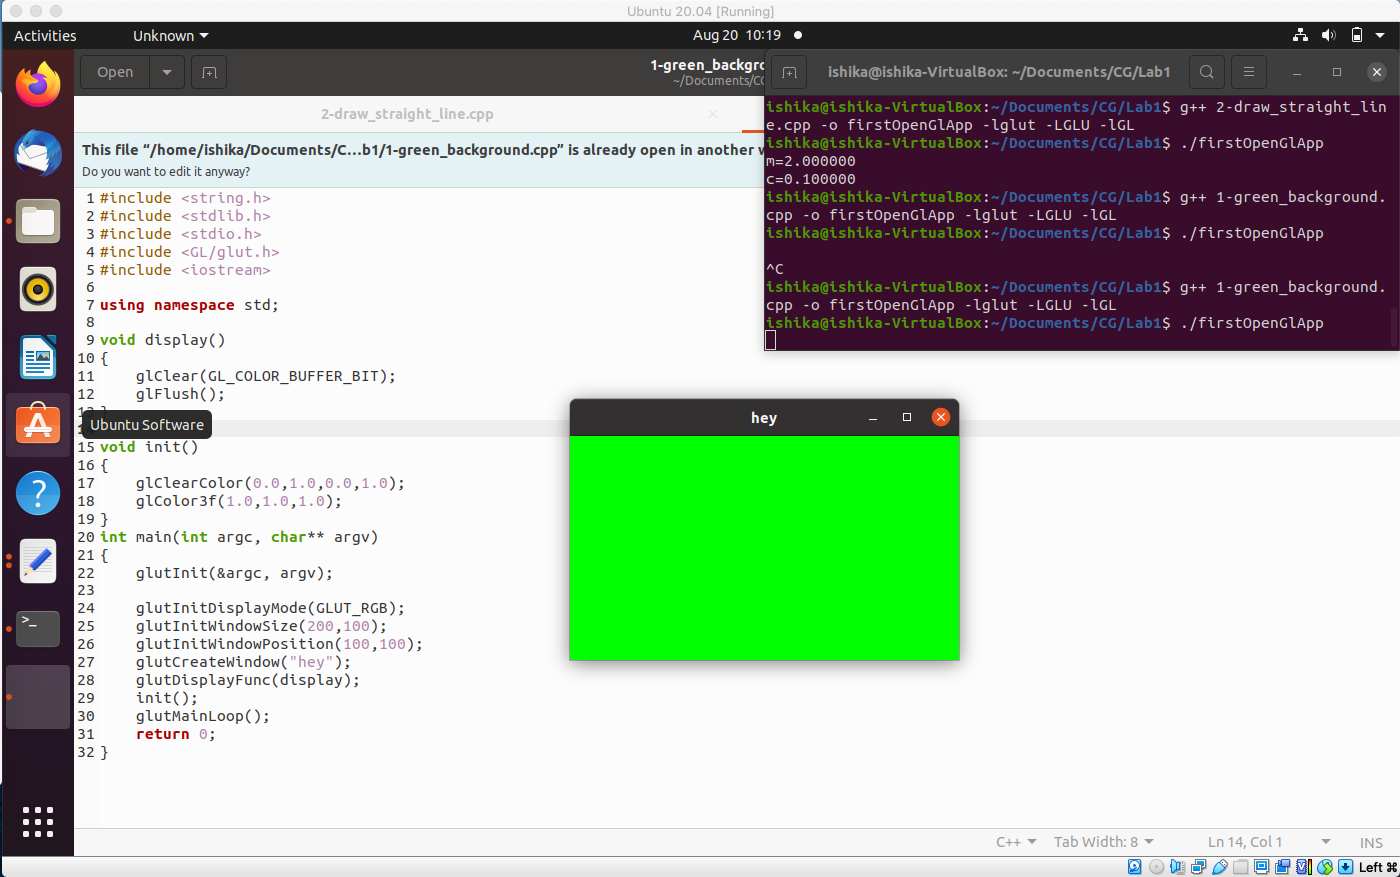 Ubuntu 20.04 [Running]
Activities
Unknown
Aug 20 10:19
Open
1-green_backgro
~/Documents/CG
2-draw_straight_line.cpp
This file “/home/ishika/Documents/C...b1/1-green_background.cpp” is already open in another w
Do you want to edit it anyway?
1 #include <string.h>
2 #include <stdlib.h>
3 #include <stdio.h>
4 #include <GL/glut.h>
5 #include <iostream>
6
7 using namespace std;
8
9 void display()
10 {
11     glClear(GL_COLOR_BUFFER_BIT);
12     glFlush();
13 }
Ubuntu Software
15 void init()
16 {
17     glClearColor(0.0,1.0,0.0,1.0);
18     glColor3f(1.0,1.0,1.0);
19 }
20 int main(int argc, char** argv)
21 {
22     glutInit(&argc, argv);
23
24     glutInitDisplayMode(GLUT_RGB);
25     glutInitWindowSize(200,100);
26     glutInitWindowPosition(100,100);
27     glutCreateWindow("hey");
28     glutDisplayFunc(display);
29     init();
30     glutMainLoop();
31     return 0;
32 }
ishika@ishika-VirtualBox: ~/Documents/CG/Lab1
ishika@ishika-VirtualBox:~/Documents/CG/Lab1$ g++ 2-draw_straight_lin
e.cpp -o firstOpenGlApp -lglut -LGLU -lGL
ishika@ishika-VirtualBox:~/Documents/CG/Lab1$ ./firstOpenGlApp
m=2.000000
c=0.100000
ishika@ishika-VirtualBox:~/Documents/CG/Lab1$ g++ 1-green_background.
cpp -o firstOpenGlApp -lglut -LGLU -lGL
ishika@ishika-VirtualBox:~/Documents/CG/Lab1$ ./firstOpenGlApp
^C
ishika@ishika-VirtualBox:~/Documents/CG/Lab1$ g++ 1-green_background.
cpp -o firstOpenGlApp -lglut -LGLU -lGL
ishika@ishika-VirtualBox:~/Documents/CG/Lab1$ ./firstOpenGlApp
hey
C++
Tab Width: 8
Ln 14, Col 1
INS
Left ⌘